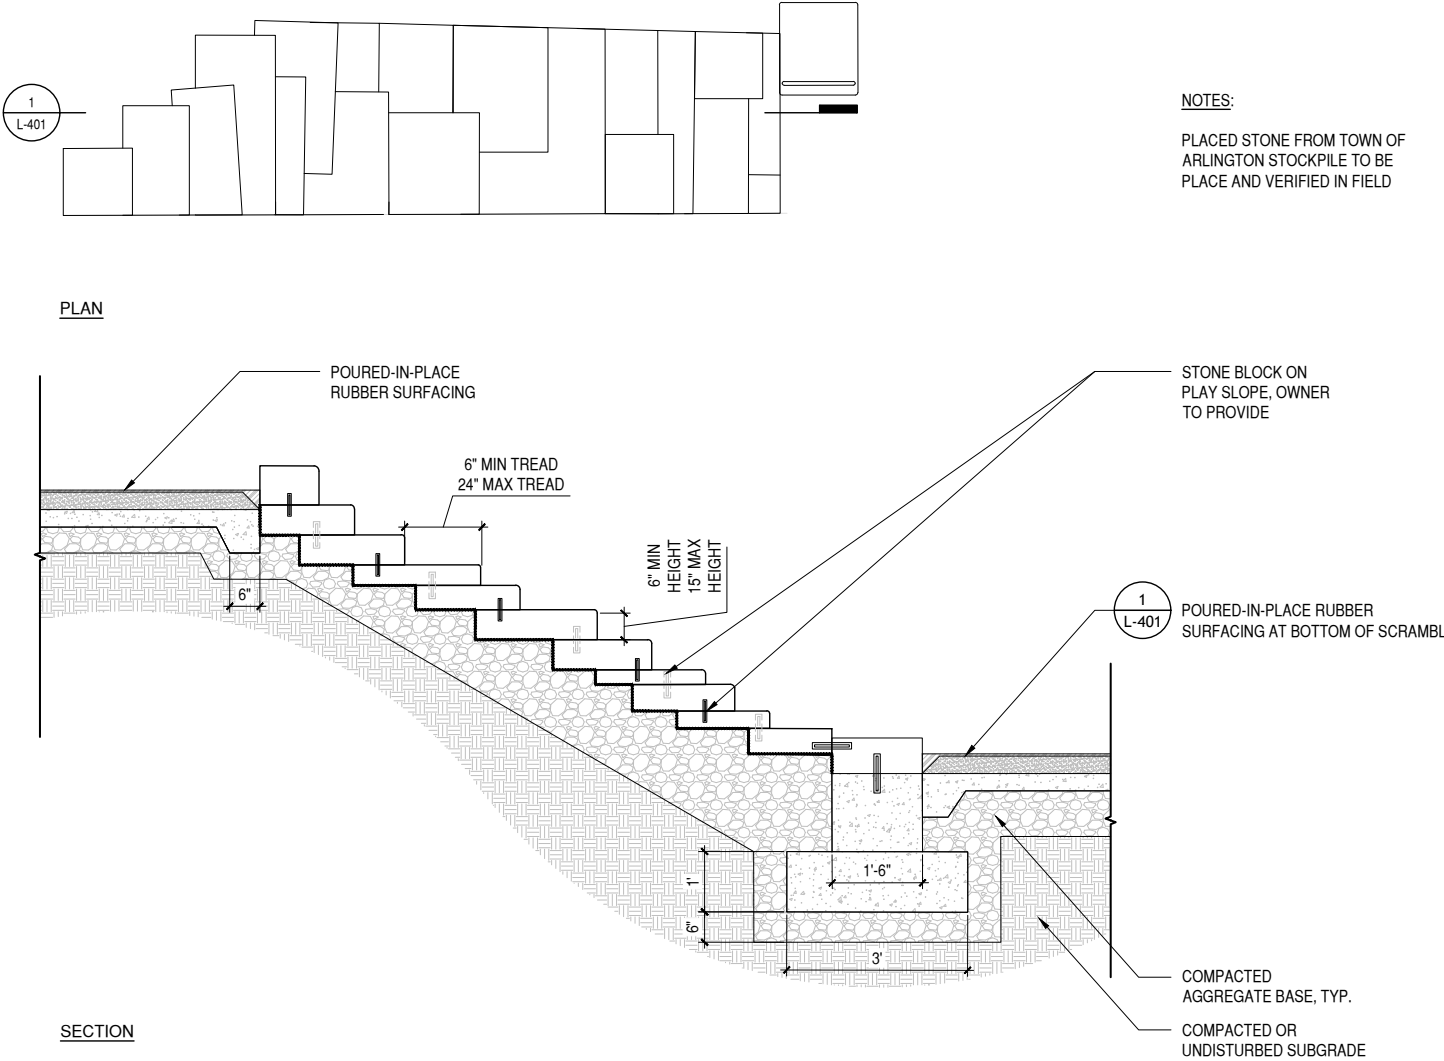 1
L-401
NOTES:
PLACED STONE FROM TOWN OF
ARLINGTON STOCKPILE TO BE
PLACE AND VERIFIED IN FIELD
PLAN
POURED-IN-PLACE
RUBBER SURFACING
STONE BLOCK ON
PLAY SLOPE, OWNER
TO PROVIDE
6" MIN TREAD
24" MAX TREAD
6" MIN
HEIGHT
15" MAX
HEIGHT
6"
1
L-401
POURED-IN-PLACE RUBBER
SURFACING AT BOTTOM OF SCRAMBL
1'
1'-6"
6"
3'
COMPACTED
AGGREGATE BASE, TYP.
COMPACTED OR
UNDISTURBED SUBGRADE
SECTION